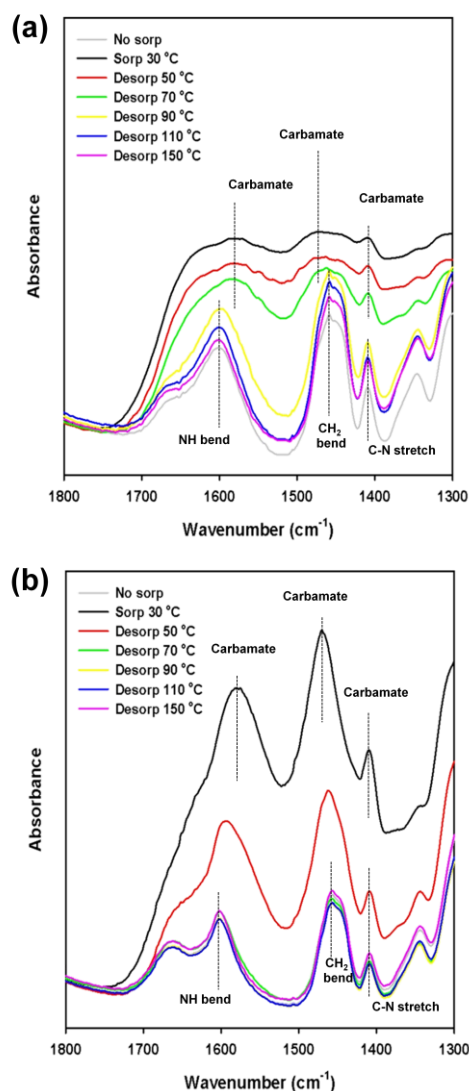 (a)
No sorp
Sorp 30 °C
Desorp 50 °C
Desorp 70 °C
Desorp 90 °C
Desorp 110 °C
Desorp 150 °C
Carbamate
Carbamate
Carbamate
Absorbance
NH bend
CH₂
bend
C-N stretch
1800 1700 1600 1500 1400 1300
Wavenumber (cm⁻¹)
(b)
No sorp
Sorp 30 °C
Desorp 50 °C
Desorp 70 °C
Desorp 90 °C
Desorp 110 °C
Desorp 150 °C
Carbamate
Carbamate
Carbamate
Absorbance
NH bend
CH₂
bend
C-N stretch
1800 1700 1600 1500 1400 1300
Wavenumber (cm⁻¹)